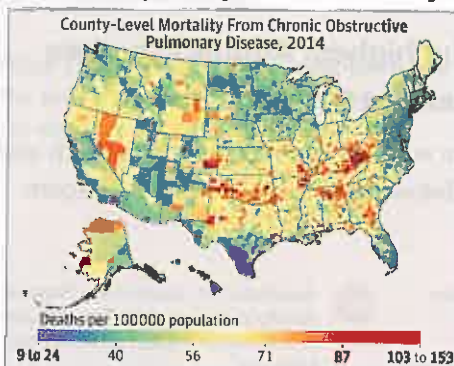 County-Level Mortality From Chronic Obstructive
Pulmonary Disease, 2014
Deaths per 100000 population
9 to 24 40 56 71 87 103 to 153